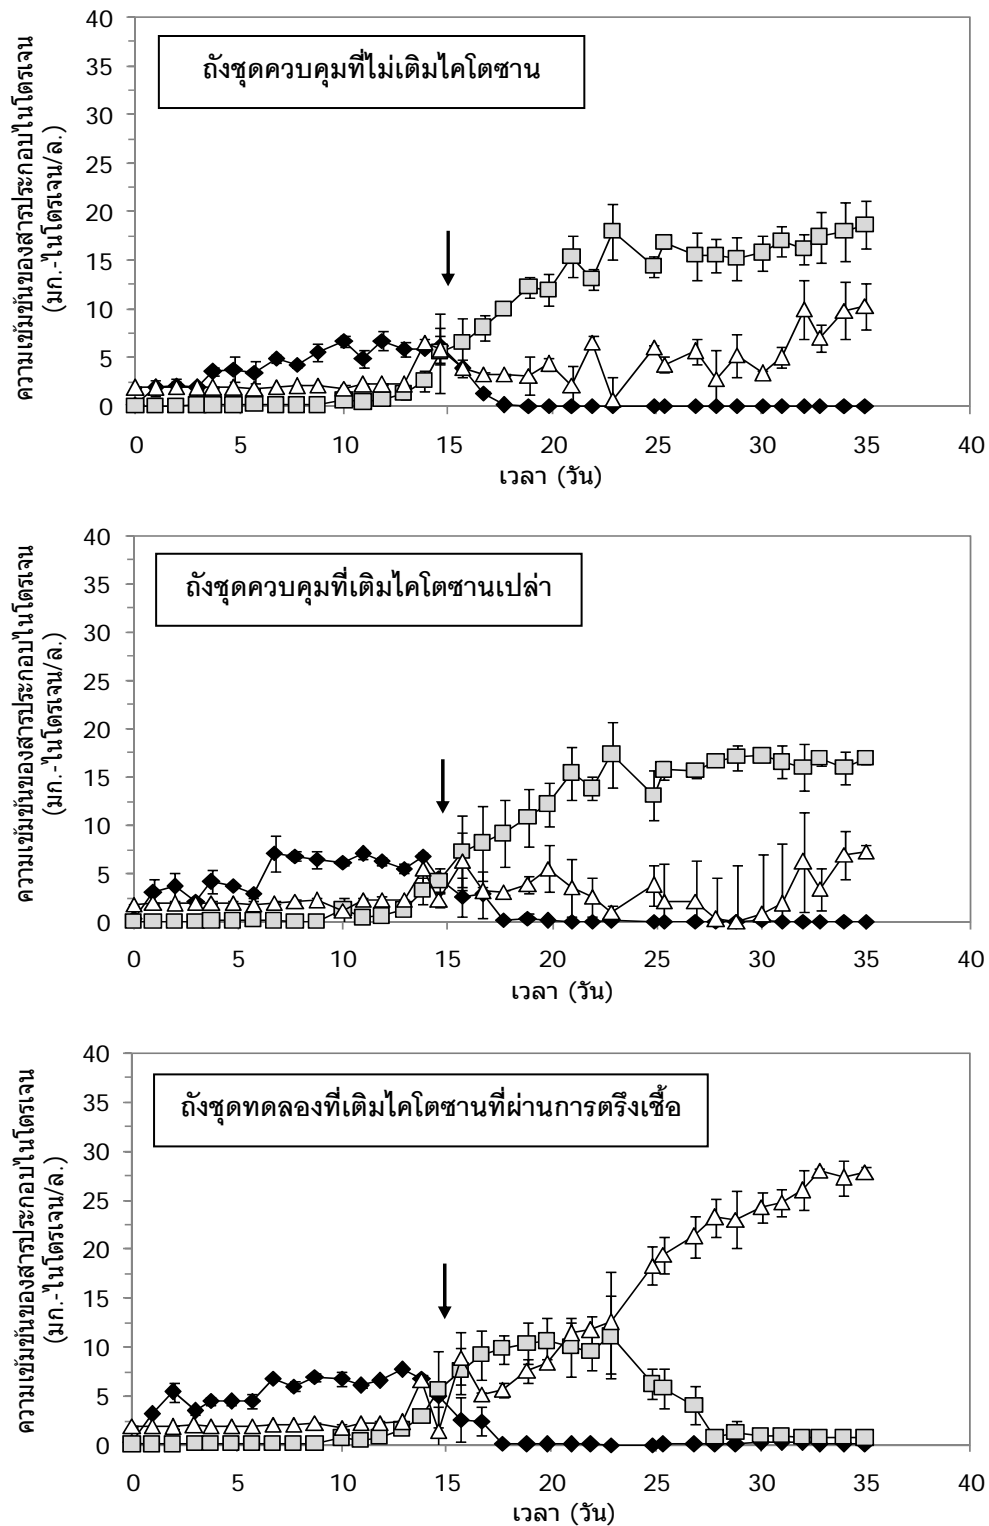 ถังชุดควบคุมที่ไม่เติมไคโตซาน
ความเข้มข้นของสารประกอบไนโตรเจน
(มก.-ไนโตรเจน/ล.)
40
35
30
25
20
15
10
5
0
0 5 10 15 20 25 30 35 40
เวลา (วัน)
ถังชุดควบคุมที่เติมไคโตซานเปล่า
ความเข้มข้นของสารประกอบไนโตรเจน
(มก.-ไนโตรเจน/ล.)
40
35
30
25
20
15
10
5
0
0 5 10 15 20 25 30 35 40
เวลา (วัน)
ถังชุดทดลองที่เติมไคโตซานที่ผ่านการตรึงเชื้อ
ความเข้มข้นของสารประกอบไนโตรเจน
(มก.-ไนโตรเจน/ล.)
40
35
30
25
20
15
10
5
0
0 5 10 15 20 25 30 35 40
เวลา (วัน)